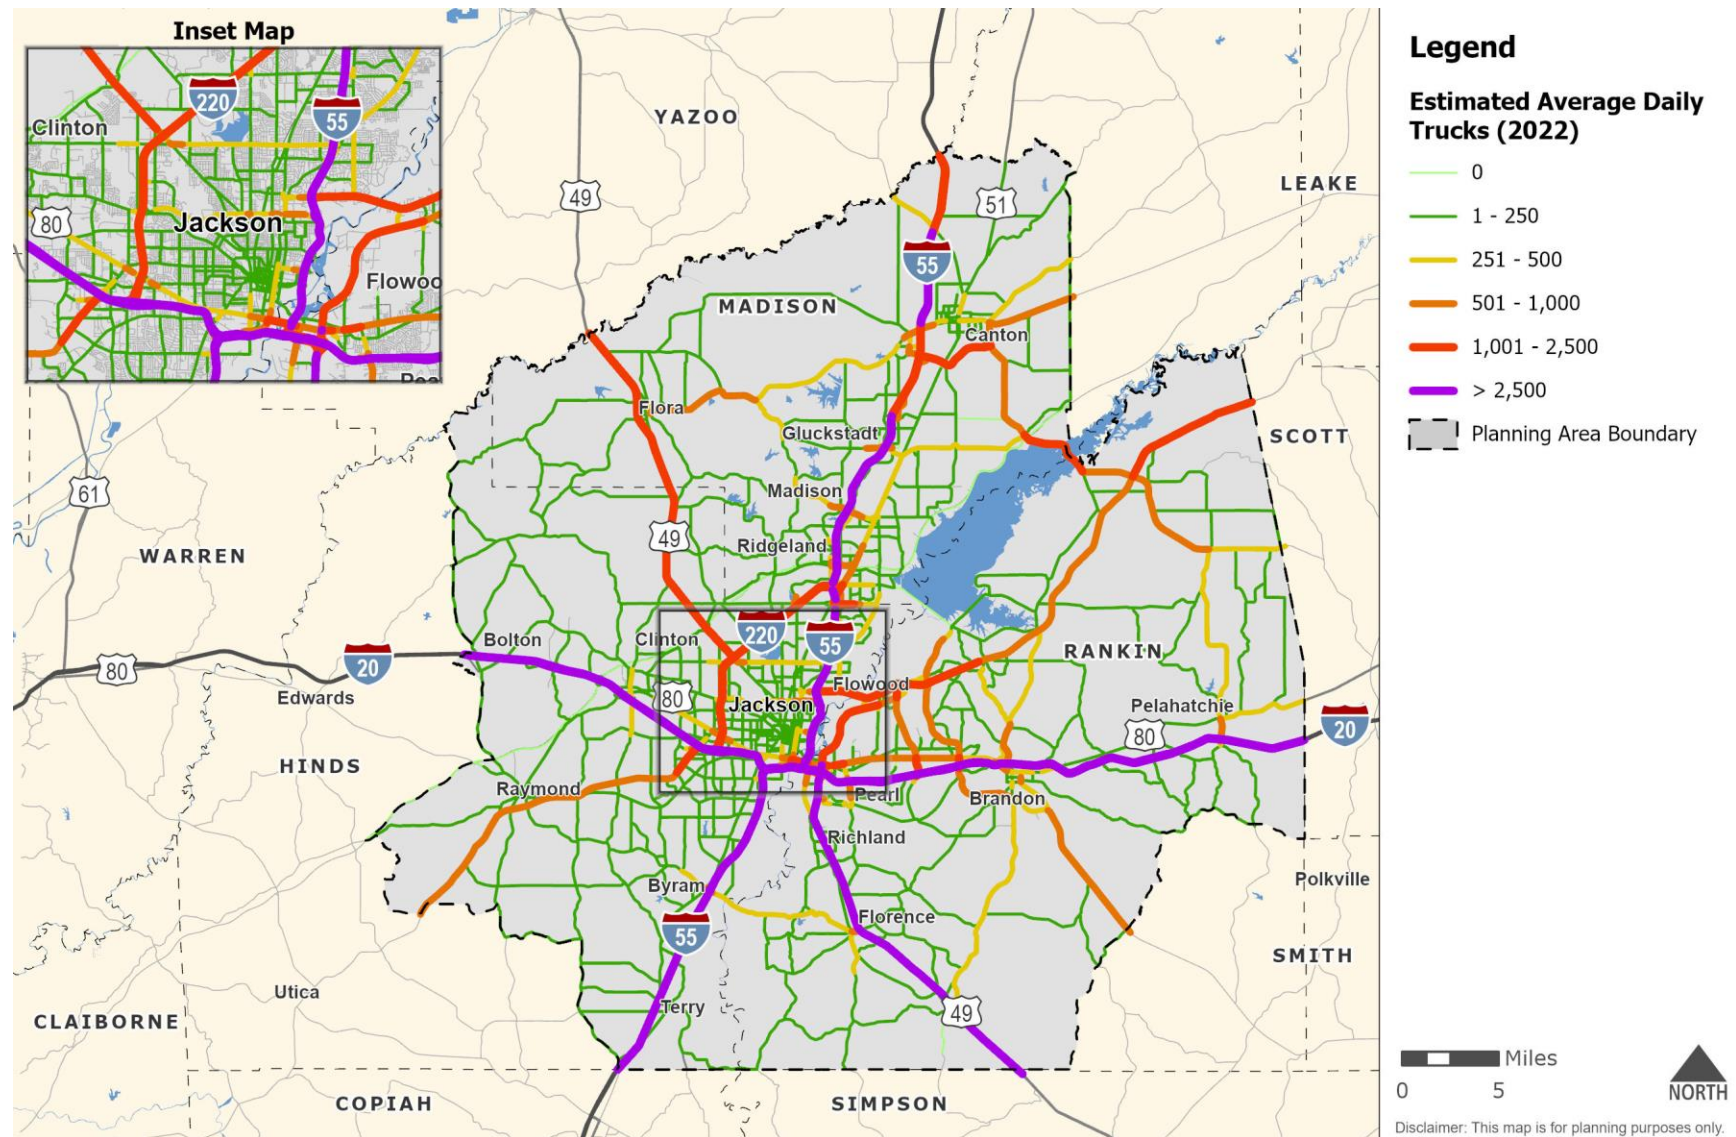 Inset Map
220
55
Clinton
80
Jackson
Flowoo
Pea
YAZOO
LEAKE
49
51
55
MADISON
Canton
Flora
Gluckstadt
SCOTT
61
Madison
WARREN
49
Ridgeland
Bolton
Clinton
220
55
RANKIN
80
20
Edwards
80
Flowood
Jackson
Pelahatchie
80
20
HINDS
Raymond
Pearl
Brandon
Richland
Byram
Polkville
Florence
55
SMITH
Utica
Terry
49
CLAIBORNE
COPIAH
SIMPSON
Legend
Estimated Average Daily
Trucks (2022)
0
1 - 250
251 - 500
501 - 1,000
1,001 - 2,500
> 2,500
Planning Area Boundary
Miles
0 5
NORTH
Disclaimer: This map is for planning purposes only.